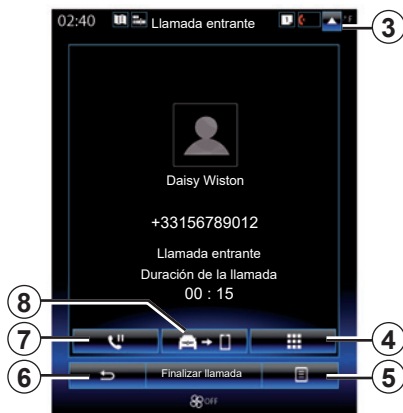 02:40 Llamada entrante °F
3
Daisy Wiston
+33156789012
Llamada entrante
Duración de la llamada
00 : 15
8
7
4
6
Finalizar llamada
5
OFF